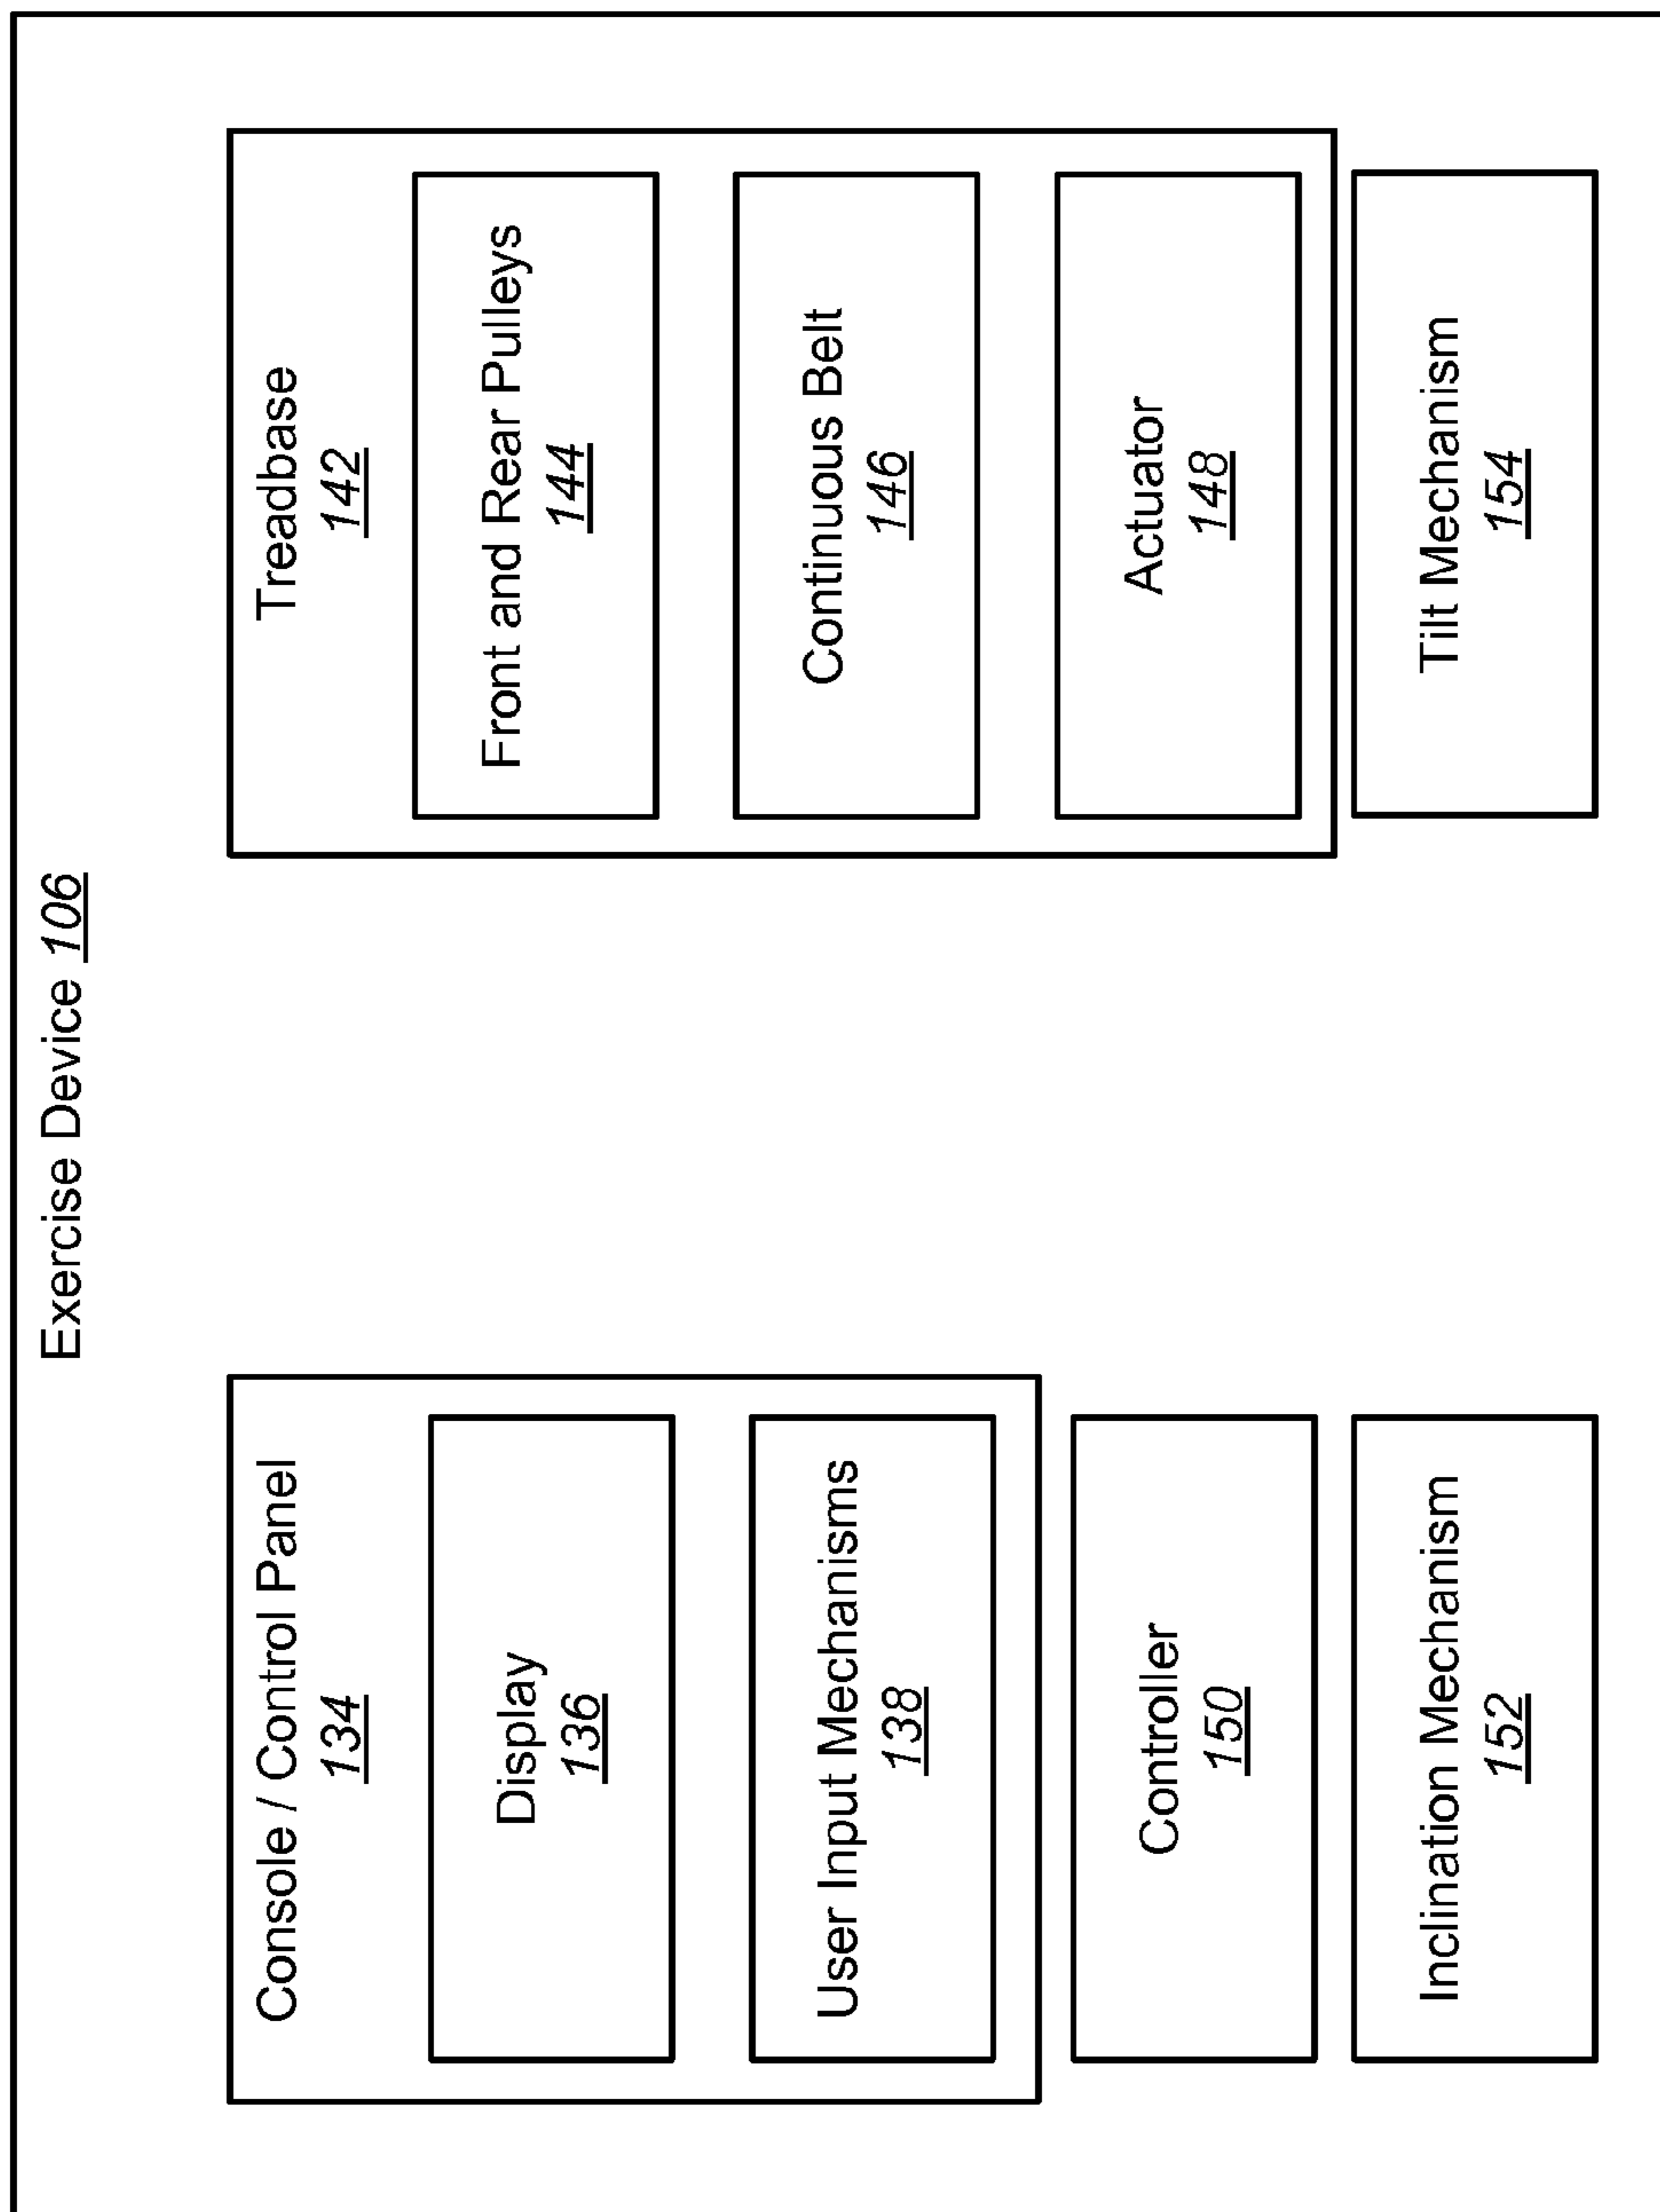 Exercise Device 106
Console / Control Panel
134
Display
136
User Input Mechanisms
138
Controller
150
Inclination Mechanism
152
Treadbase
142
Front and Rear Pulleys
144
Continuous Belt
146
Actuator
148
Tilt Mechanism
154